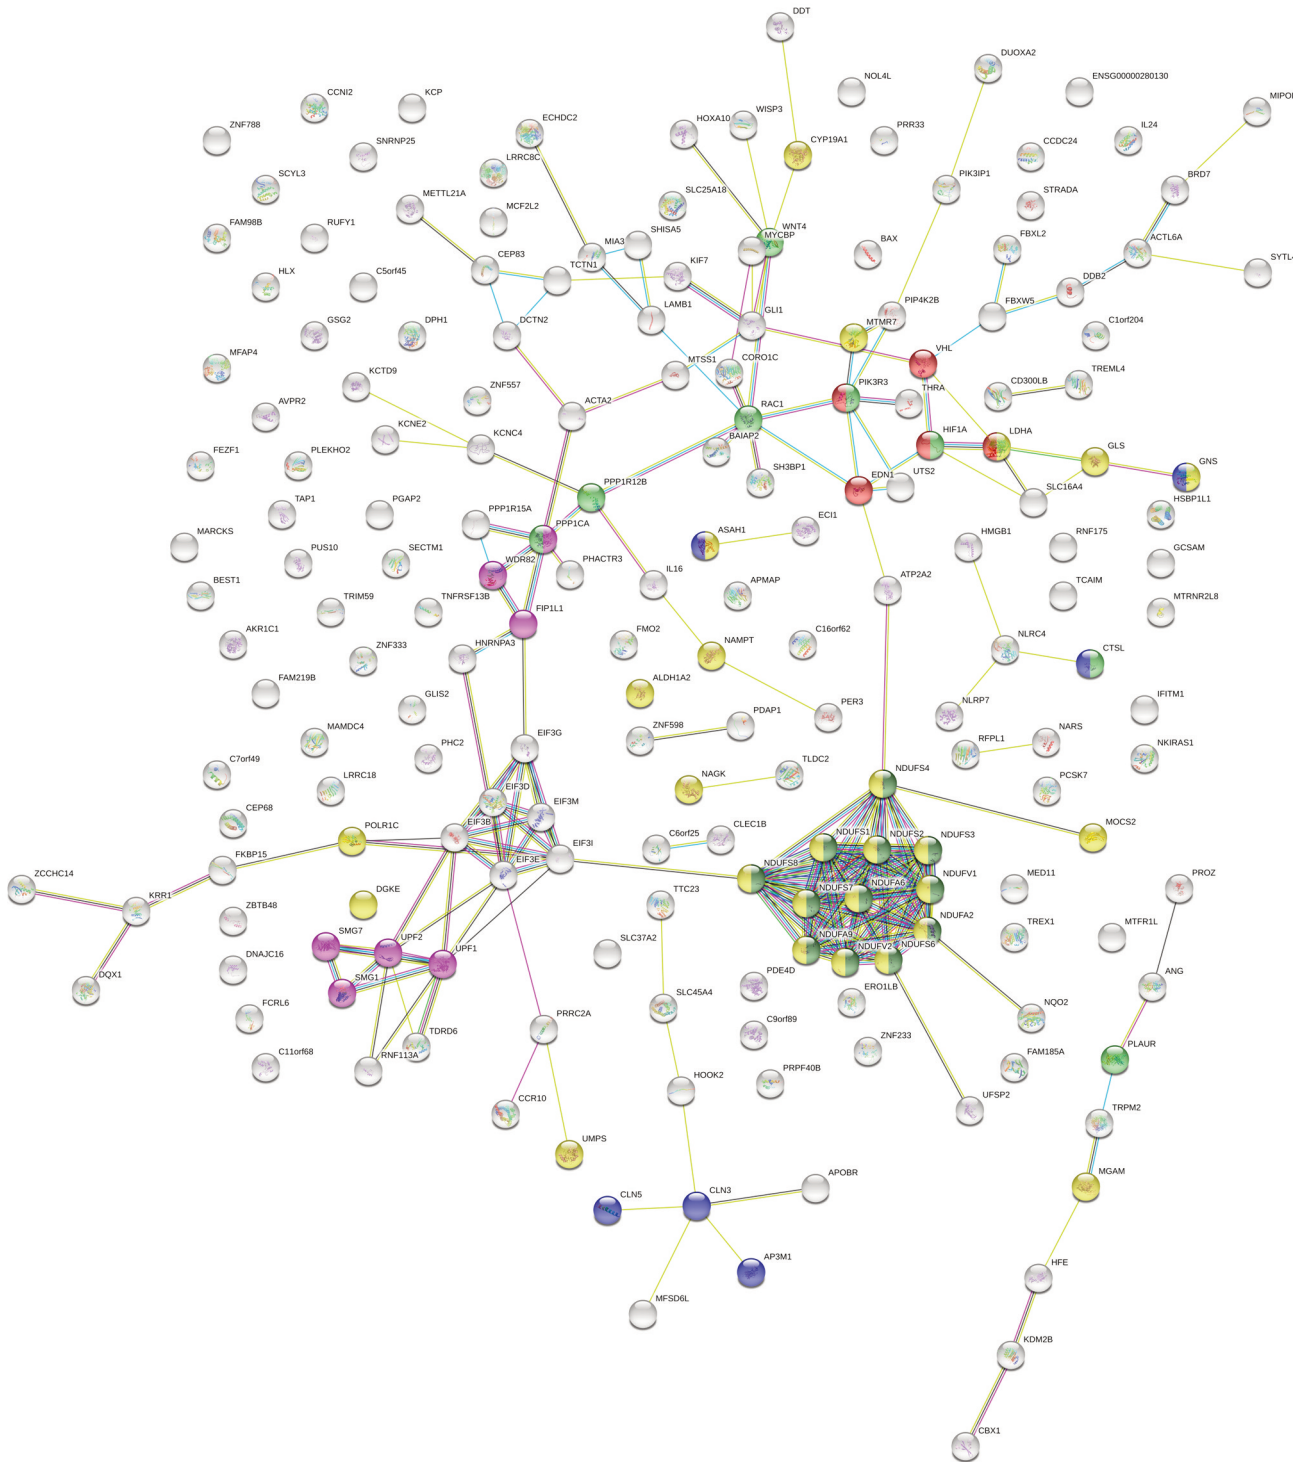 DDT
DUOXA2
NOL4L
ENSG00000280130
CCNI2
KCP
MIPOL
ZNF788
ECHDC2
HOXA10
WISP3
IL24
SNRNP25
PRR33
CYP19A1
CCDC24
SCYL3
LRRC8C
PIK3IP1
BRD7
METTL21A
SLC25A18
STRADA
MCF2L2
FAM98B
RUFY1
SHISA5
WNT4
MYCBP
FBXL2
MIA3
BAX
ACTL6A
CEP83
KIF7
SYTL4
HLX
C5orf45
TCTN1
DDB2
LAMB1
PIP4K2B
FBXW5
GLI1
GSG2
DPH1
DCTN2
MTMR7
C1orf204
VHL
MFAP4
MTSS1
CORO1C
TREML4
KCTD9
CD300LB
ZNF557
PIK3R3
THRA
AVPR2
ACTA2
RAC1
KCNE2
KCNC4
HIF1A
LDHA
BAIAP2
GLS
FEZF1
PLEKHO2
SH3BP1
EDN1
UTS2
GNS
SLC16A4
PPP1R12B
HSBP1L1
TAP1
PGAP2
PPP1R15A
PPP1CA
ECI1
MARCKS
ASAH1
HMGB1
RNF175
PUS10
SECTM1
WDR82
PHACTR3
GCSAM
BEST1
IL16
APMAP
ATP2A2
TCAIM
TRIM59
TNFRSF13B
FIP1L1
MTRNR2L8
AKR1C1
ZNF333
HNRNPA3
FMO2
NAMPT
C16orf62
NLRC4
CTSL
FAM219B
ALDH1A2
GLIS2
PER3
NLRP7
IFITM1
MAMDC4
ZNF598
PDAP1
RFPL1
NARS
PHC2
EIF3G
NKIRAS1
C7orf49
LRRC18
NAGK
TLDC2
NDUFS4
PCSK7
EIF3D
EIF3M
CEP68
POLR1C
EIF3B
C6orf25
CLEC1B
NDUFS1
NDUFS2
NDUFS3
MOCS2
EIF3I
FKBP15
EIF3E
NDUFS8
ZCCHC14
NDUFS7
NDUFA6
NDUFV1
MED11
PROZ
DGKE
TTC23
KRR1
ZBTB48
NDUFA2
SMG7
UPF2
NDUFA9
TREX1
MTFR1L
UPF1
SLC37A2
NDUFV2
NDUFS6
DNAJC16
SMG1
DQX1
PDE4D
ERO1LB
ANG
FCRL6
SLC45A4
NQO2
TDRD6
PRRC2A
C9orf89
ZNF233
PLAUR
C11orf68
RNF113A
FAM185A
HOOK2
PRPF40B
CCR10
UFSP2
TRPM2
UMPS
MGAM
CLN5
CLN3
APOBR
AP3M1
HFE
MFSD6L
KDM2B
CBX1